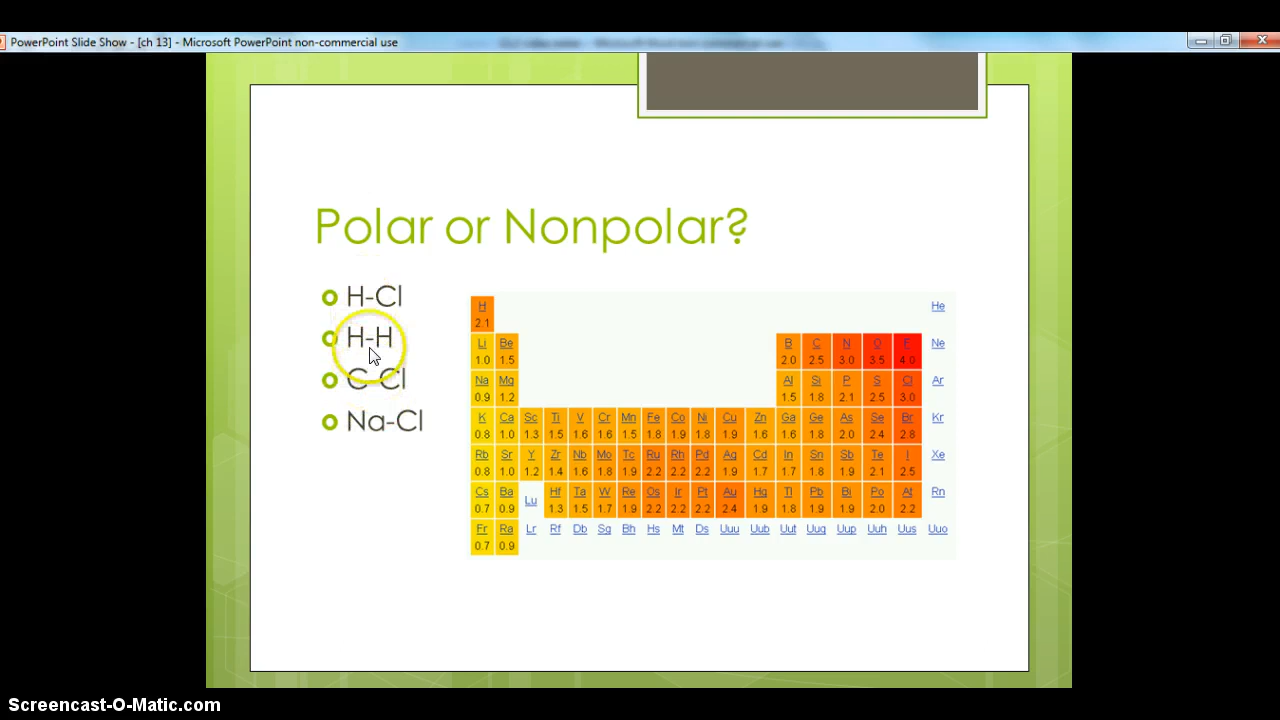 PowerPoint Slide Show - [ch 13] - Microsoft PowerPoint non-commercial use
Polar or Nonpolar?
H-Cl
H-H
C-Cl
Na-Cl
H He
2.1
Li Be B C N O F Ne
1.0 1.5 2.0 2.5 3.0 3.5 4.0
Na Mg Al Si P S Cl Ar
0.9 1.2 1.5 1.8 2.1 2.5 3.0
K Ca Sc Ti V Cr Mn Fe Co Ni Cu Zn Ga Ge As Se Br Kr
0.8 1.0 1.3 1.5 1.6 1.6 1.5 1.8 1.9 1.8 1.9 1.6 1.6 1.8 2.0 2.4 2.8
Rb Sr Y Zr Nb Mo Tc Ru Rh Pd Ag Cd In Sn Sb Te I Xe
0.8 1.0 1.2 1.4 1.6 1.8 1.9 2.2 2.2 2.2 1.9 1.7 1.7 1.8 1.9 2.1 2.5
Cs Ba Lu Hf Ta W Re Os Ir Pt Au Hg Tl Pb Bi Po At Rn
0.7 0.9 1.3 1.5 1.7 1.9 2.2 2.2 2.2 2.4 1.9 1.8 1.9 1.9 2.0 2.2
Fr Ra Lr Rf Db Sg Bh Hs Mt Ds Uuu Uub Uut Uuq Uup Uuh Uus Uuo
0.7 0.9
Screencast-O-Matic.com